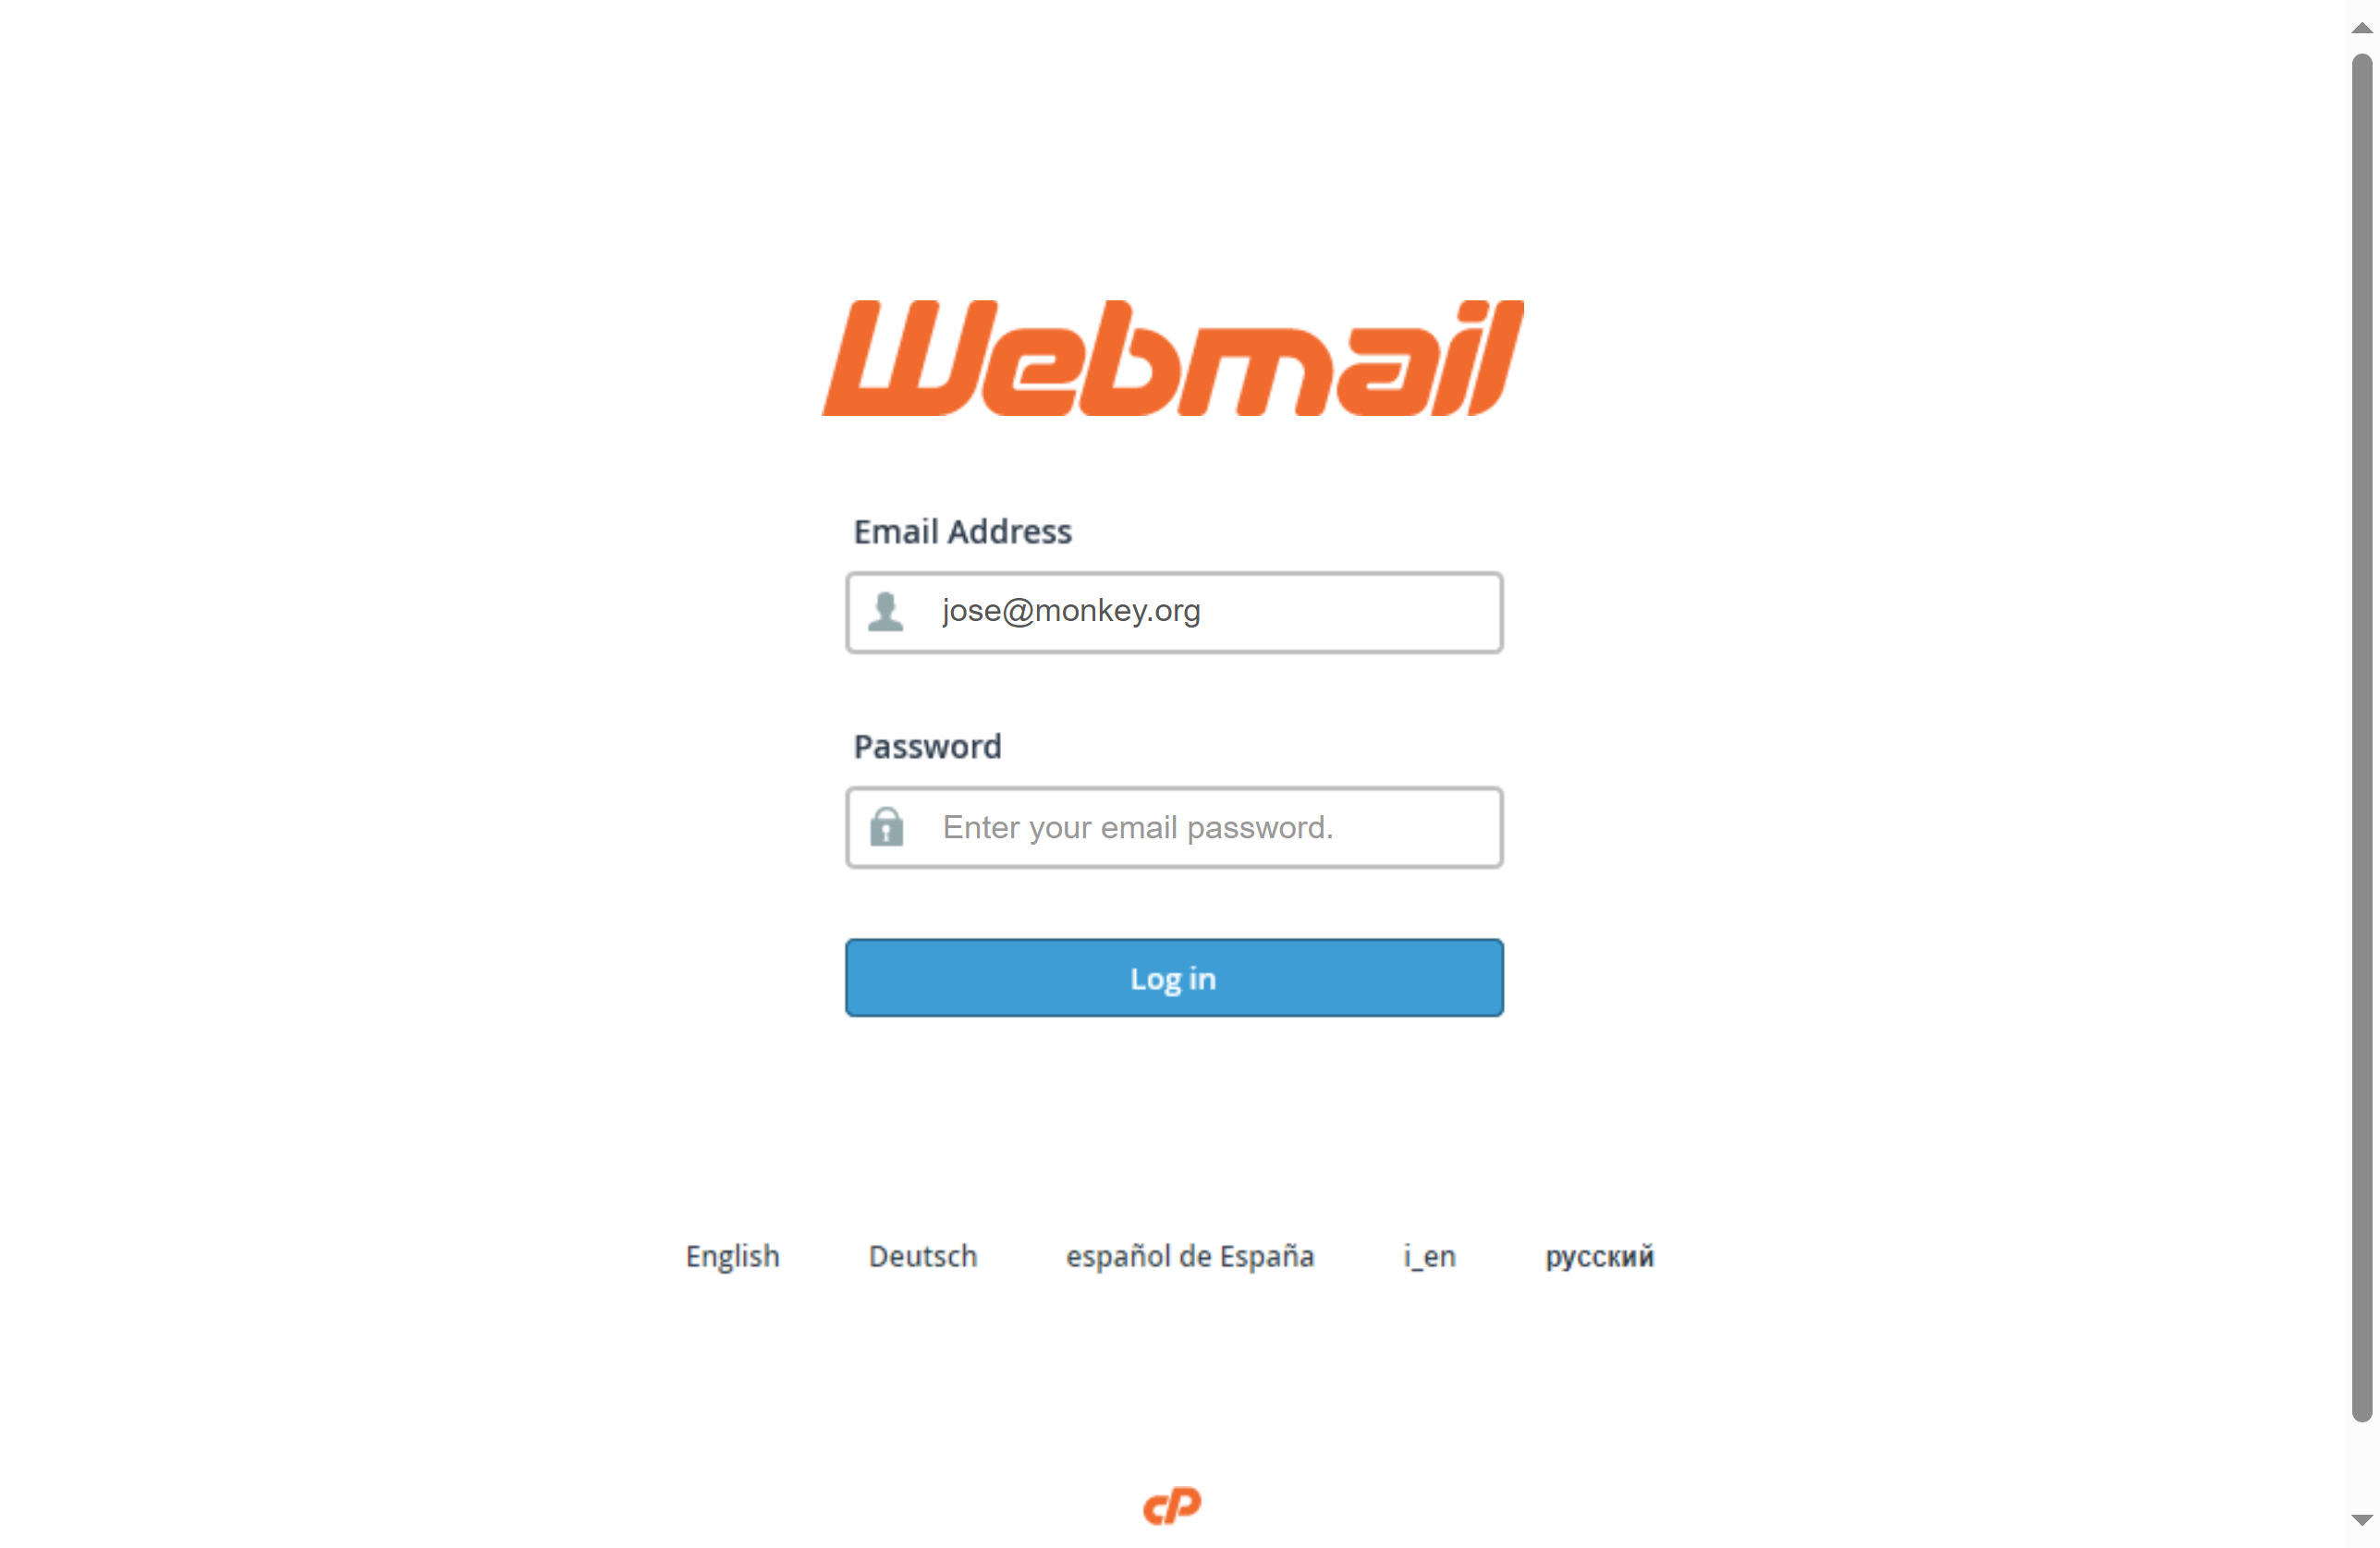 Webmail
Email Address
jose@monkey.org
Password
Enter your email password.
Log in
English Deutsch español de España i_en русский
cP